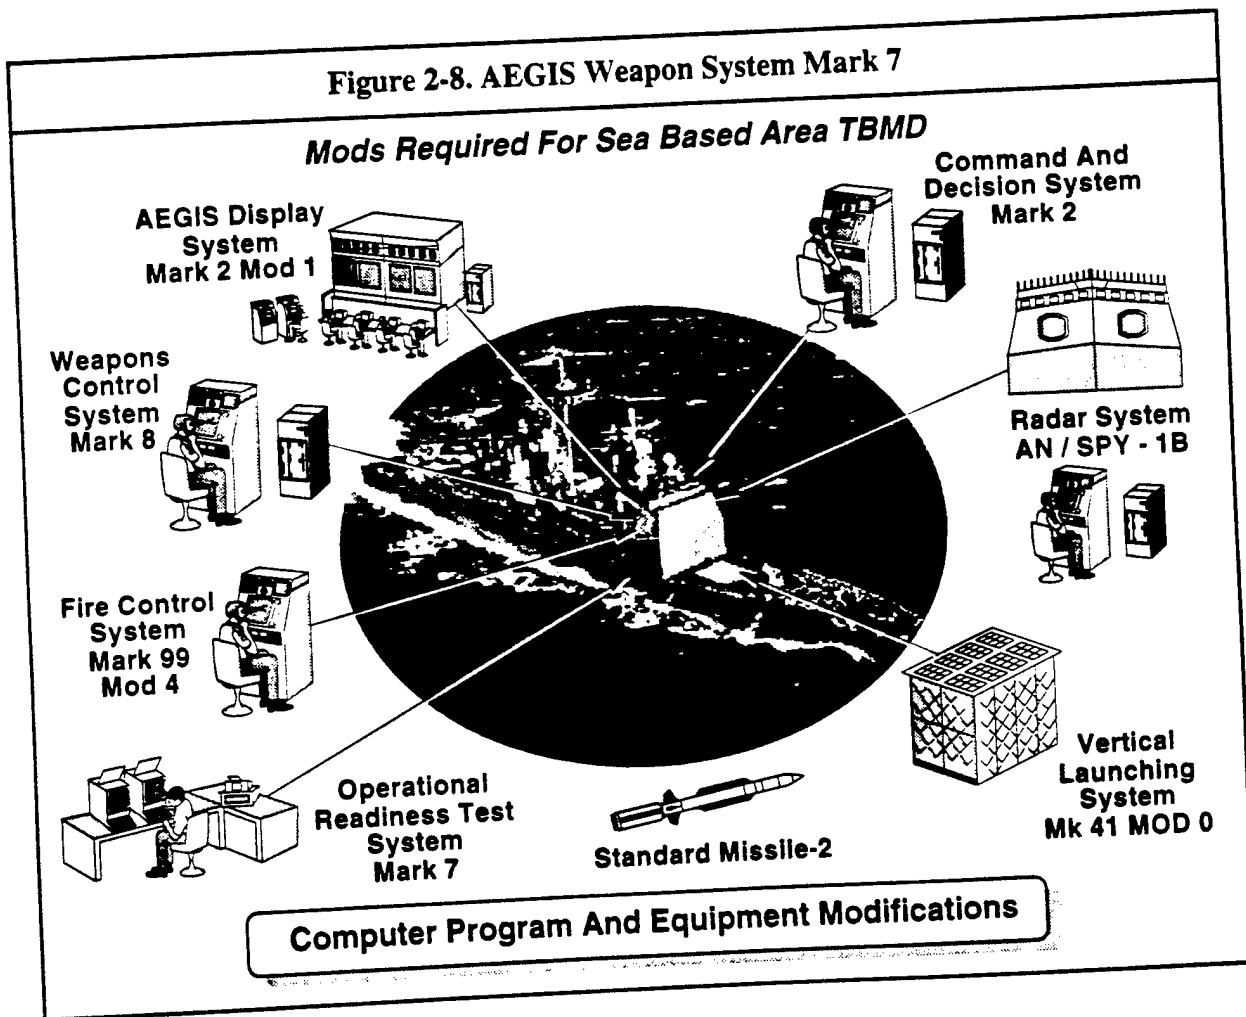 Figure 2-8. AEGIS Weapon System Mark 7
Mods Required For Sea Based Area TBMD
AEGIS Display
System
Mark 2 Mod 1
Command And
Decision System
Mark 2
Weapons
Control
System
Mark 8
Radar System
AN / SPY - 1B
Fire Control
System
Mark 99
Mod 4
Operational
Readiness Test
System
Mark 7
Standard Missile-2
Vertical
Launching
System
Mk 41 MOD 0
Computer Program And Equipment Modifications